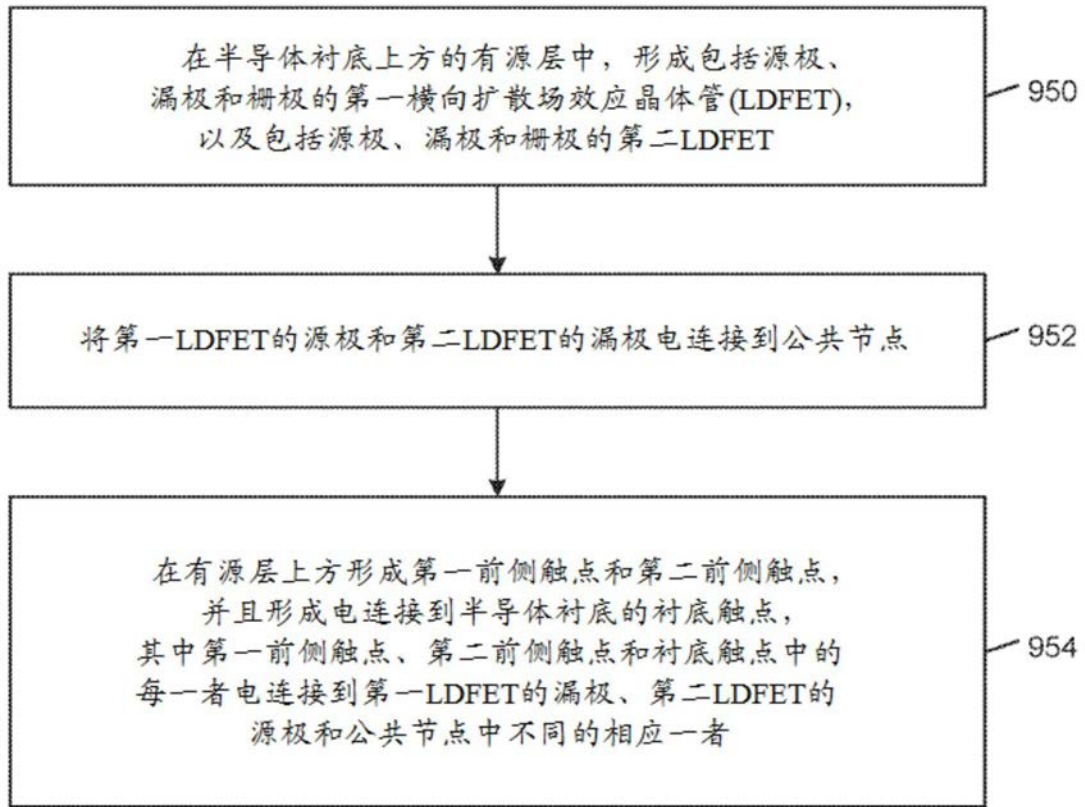 在半导体衬底上方的有源层中，形成包括源极、
漏极和栅极的第一横向扩散场效应晶体管(LDFET)，
以及包括源极、漏极和栅极的第二LDFET
950
将第一LDFET的源极和第二LDFET的漏极电连接到公共节点
952
在有源层上方形成第一前侧触点和第二前侧触点，
并且形成电连接到半导体衬底的衬底触点，
其中第一前侧触点、第二前侧触点和衬底触点中的
每一者电连接到第一LDFET的漏极、第二LDFET的
源极和公共节点中不同的相应一者
954